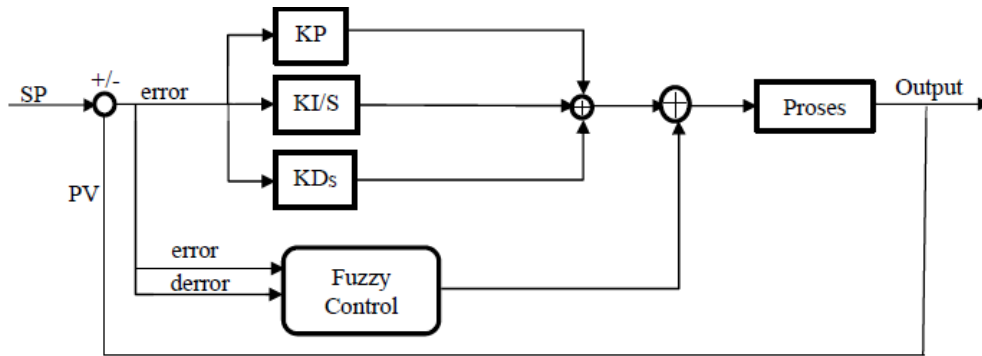 KP
+/-
SP
error
KI/S
Output
Proses
KDs
PV
error
derror
Fuzzy
Control